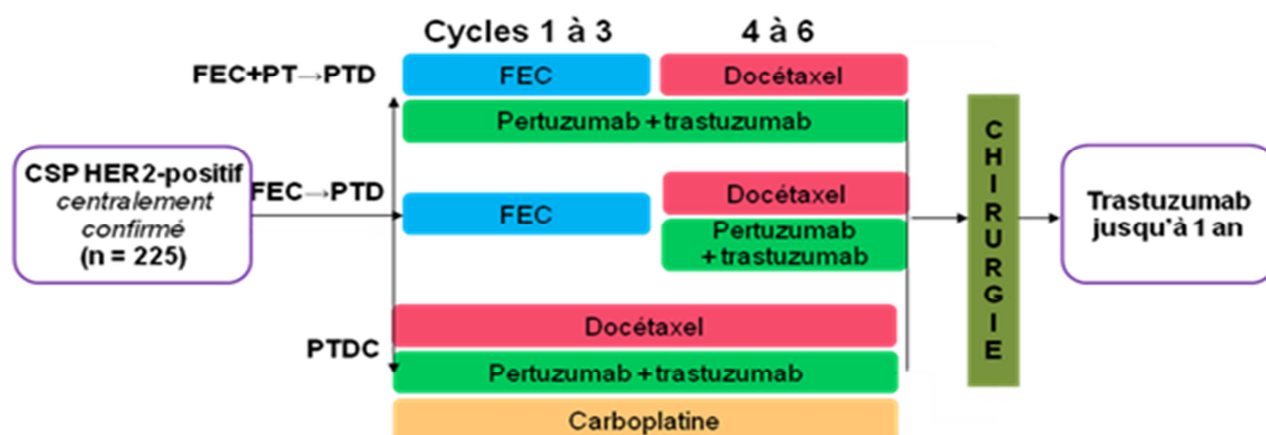 Cycles 1 à 3
4 à 6
FEC+PT→PTD
FEC
Docétaxel
Pertuzumab + trastuzumab
CSP HER2-positif
centralement
confirmé
(n = 225)
FEC→PTD
FEC
Docétaxel
Pertuzumab
+ trastuzumab
PTDC
Docétaxel
Pertuzumab + trastuzumab
Carboplatine
CHIRURGIE
Trastuzumab
jusqu'à 1 an